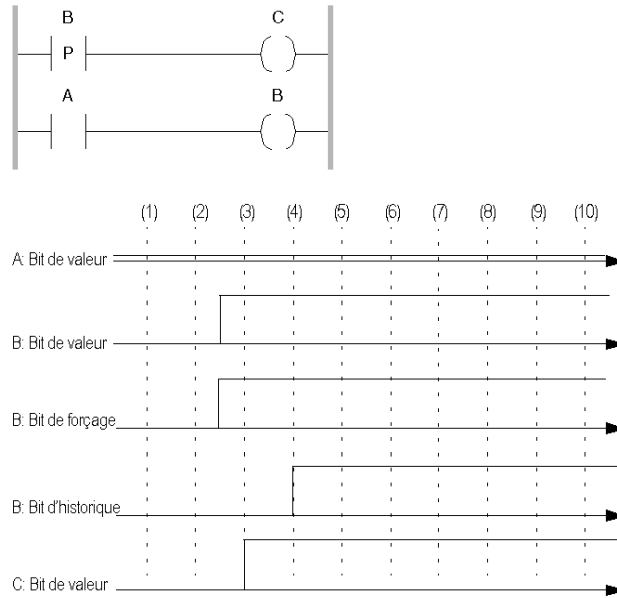 B C
P
A B
(1) (2) (3) (4) (5) (6) (7) (8) (9) (10)
A: Bit de valeur
B: Bit de valeur
B: Bit de forçage
B: Bit d'historique
C: Bit de valeur